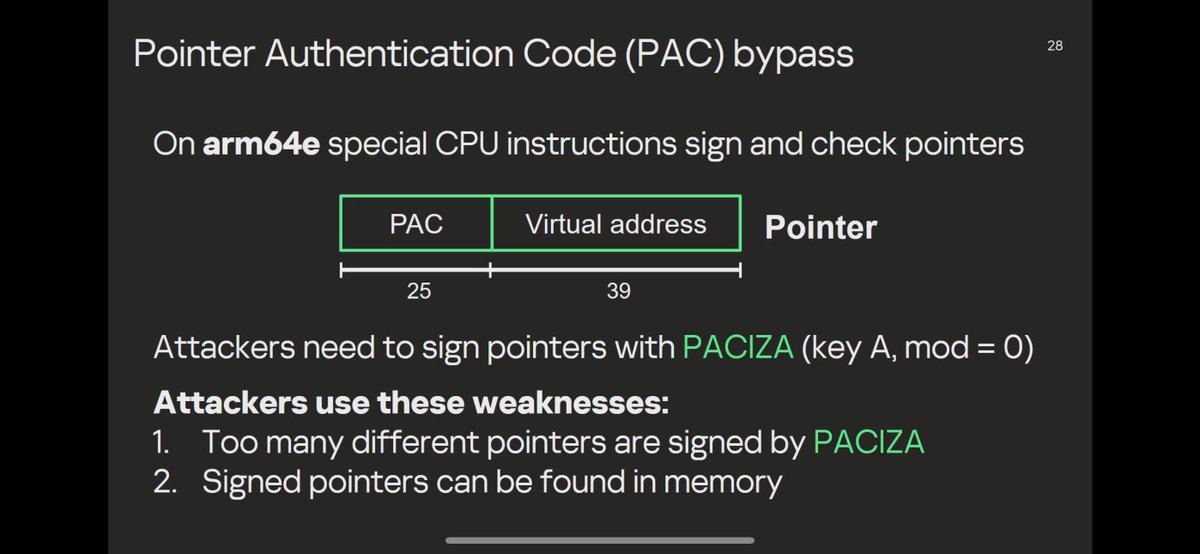 Pointer Authentication Code (PAC) bypass
28
On arm64e special CPU instructions sign and check pointers
PAC
Virtual address
Pointer
25
39
Attackers need to sign pointers with PACIZA (key A, mod = 0)
Attackers use these weaknesses:
1. Too many different pointers are signed by PACIZA
2. Signed pointers can be found in memory